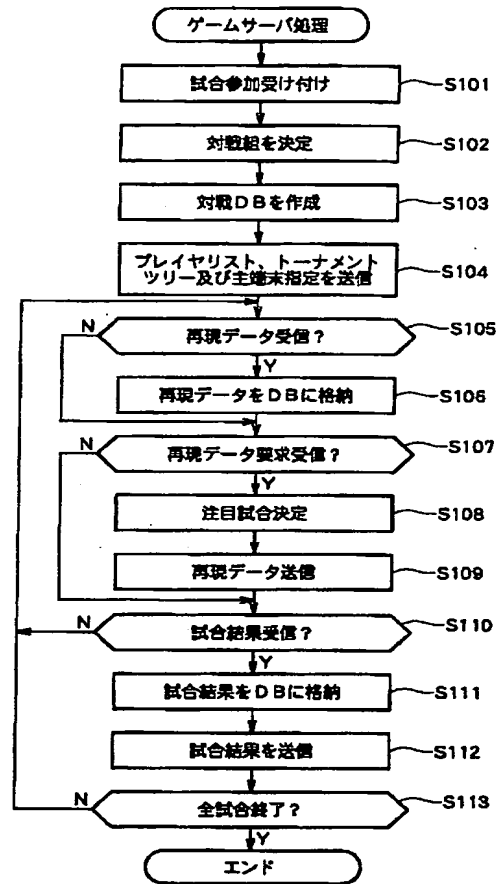 ゲームサーバ処理
試合参加受け付け
S101
対戦組を決定
S102
対戦DBを作成
S103
プレイヤリスト、トーナメント
ツリー及び主端末指定を送信
S104
再現データ受信?
S105
N
Y
再現データをDBに格納
S106
再現データ要求受信?
S107
N
Y
注目試合決定
S108
再現データ送信
S109
試合結果受信?
S110
N
Y
試合結果をDBに格納
S111
試合結果を送信
S112
全試合終了?
S113
N
Y
エンド